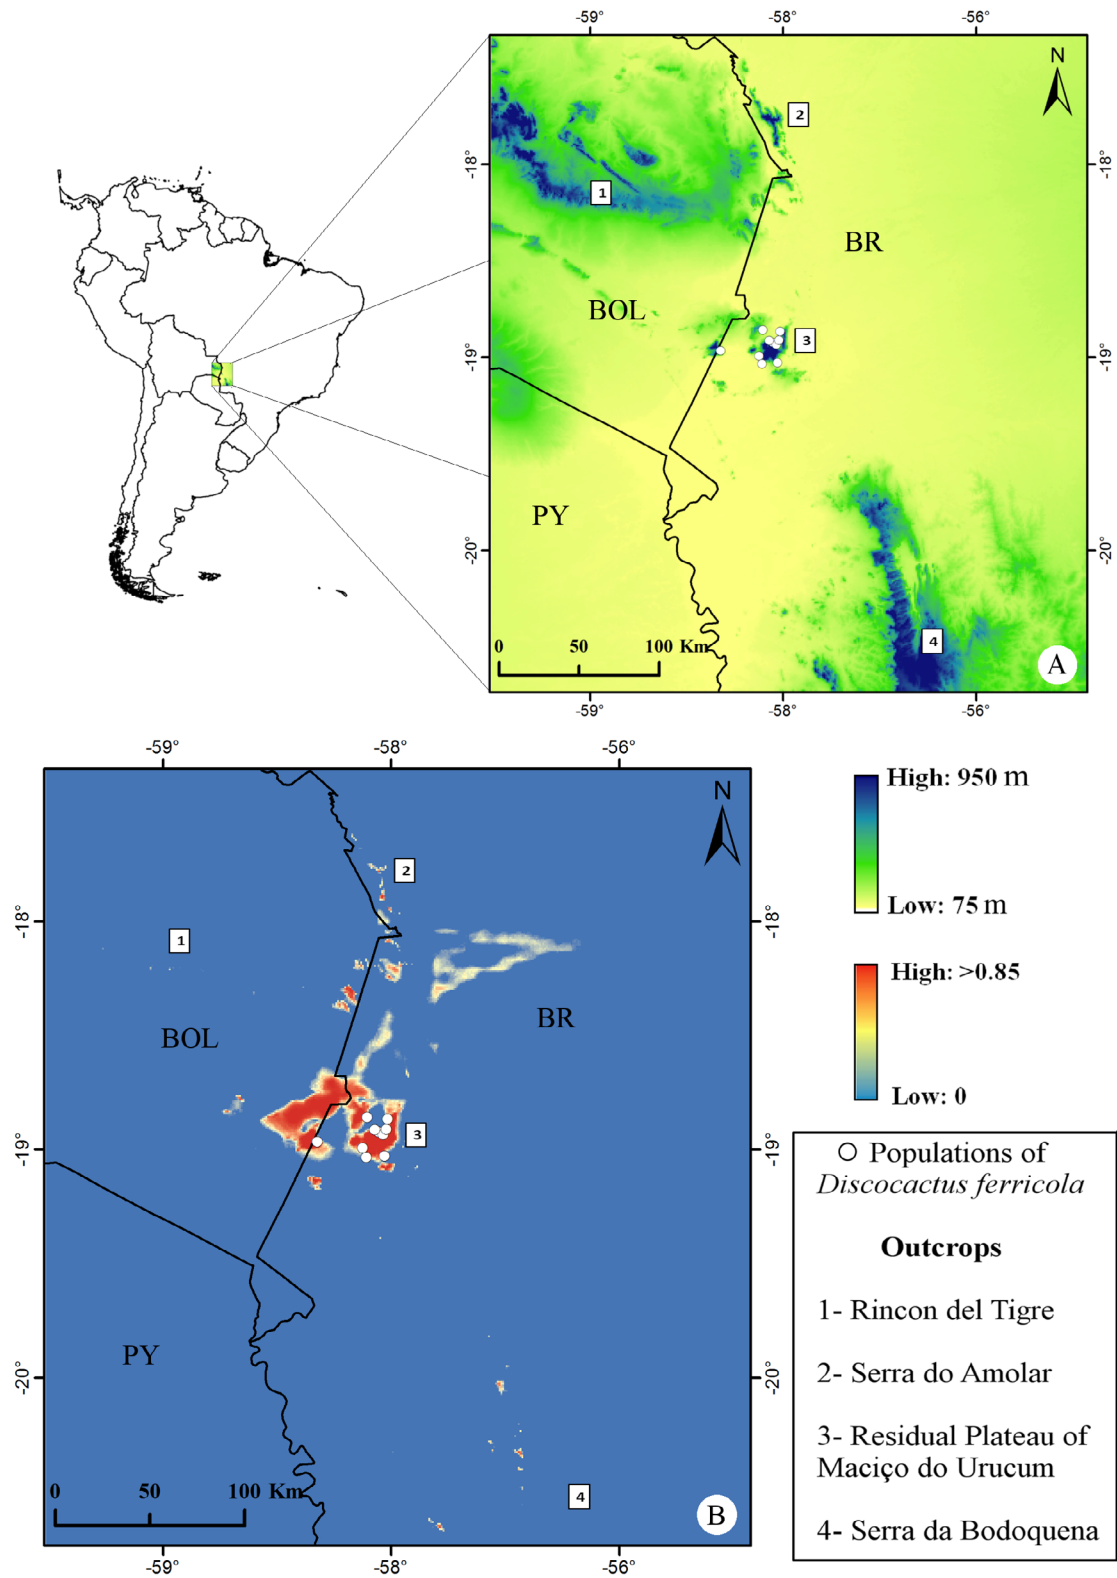 -59°
-58°
-56°
N
2
-18°
-18°
1
BR
BOL
3
-19°
-19°
PY
-20°
-20°
4
0 50 100 Km
A
-59°
-58°
-56°
-59°
-58°
-56°
N
2
-18°
-18°
1
BR
BOL
3
-19°
-19°
PY
-20°
-20°
0 50 100 Km
4
B
-59°
-58°
-56°
High: 950 m
Low: 75 m
High: >0.85
Low: 0
Populations of
Discocactus ferricola
Outcrops
1- Rincon del Tigre
2- Serra do Amolar
3- Residual Plateau of
Maciço do Urucum
4- Serra da Bodoquena